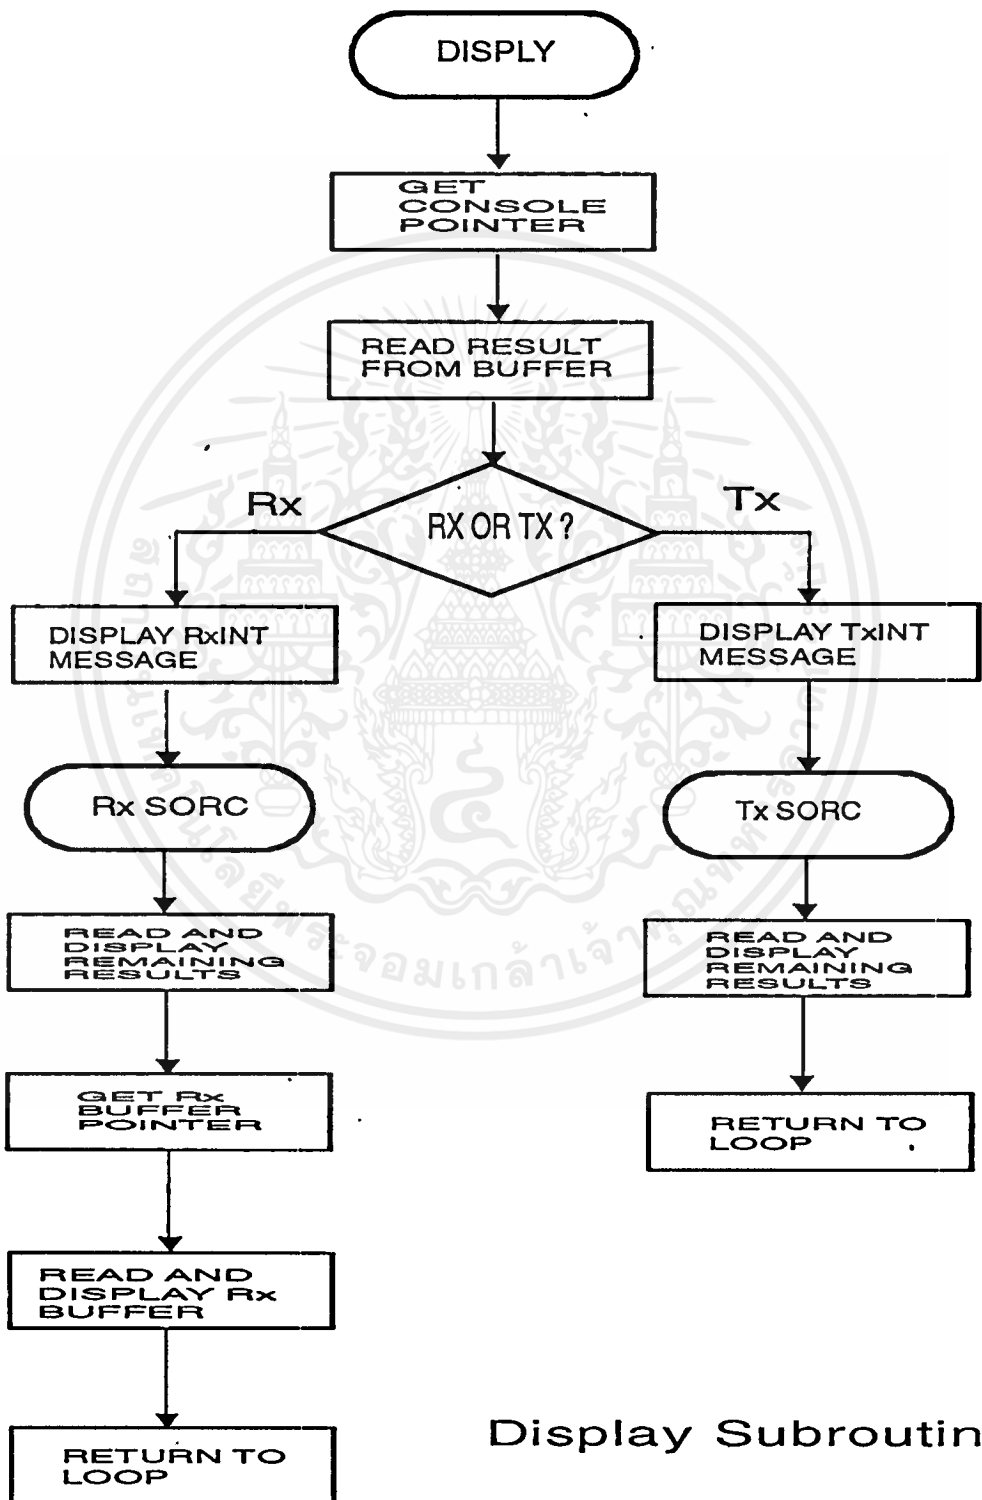 DISPLY
GET
CONSOLE
POINTER
READ RESULT
FROM BUFFER
RX OR TX ?
Rx
Tx
DISPLAY RxINT
MESSAGE
DISPLAY TxINT
MESSAGE
Rx SORC
Tx SORC
READ AND
DISPLAY
REMAINING
RESULTS
READ AND
DISPLAY
REMAINING
RESULTS
GET Rx
BUFFER
POINTER
RETURN TO
LOOP
READ AND
DISPLAY Rx
BUFFER
RETURN TO
LOOP
Display Subroutin